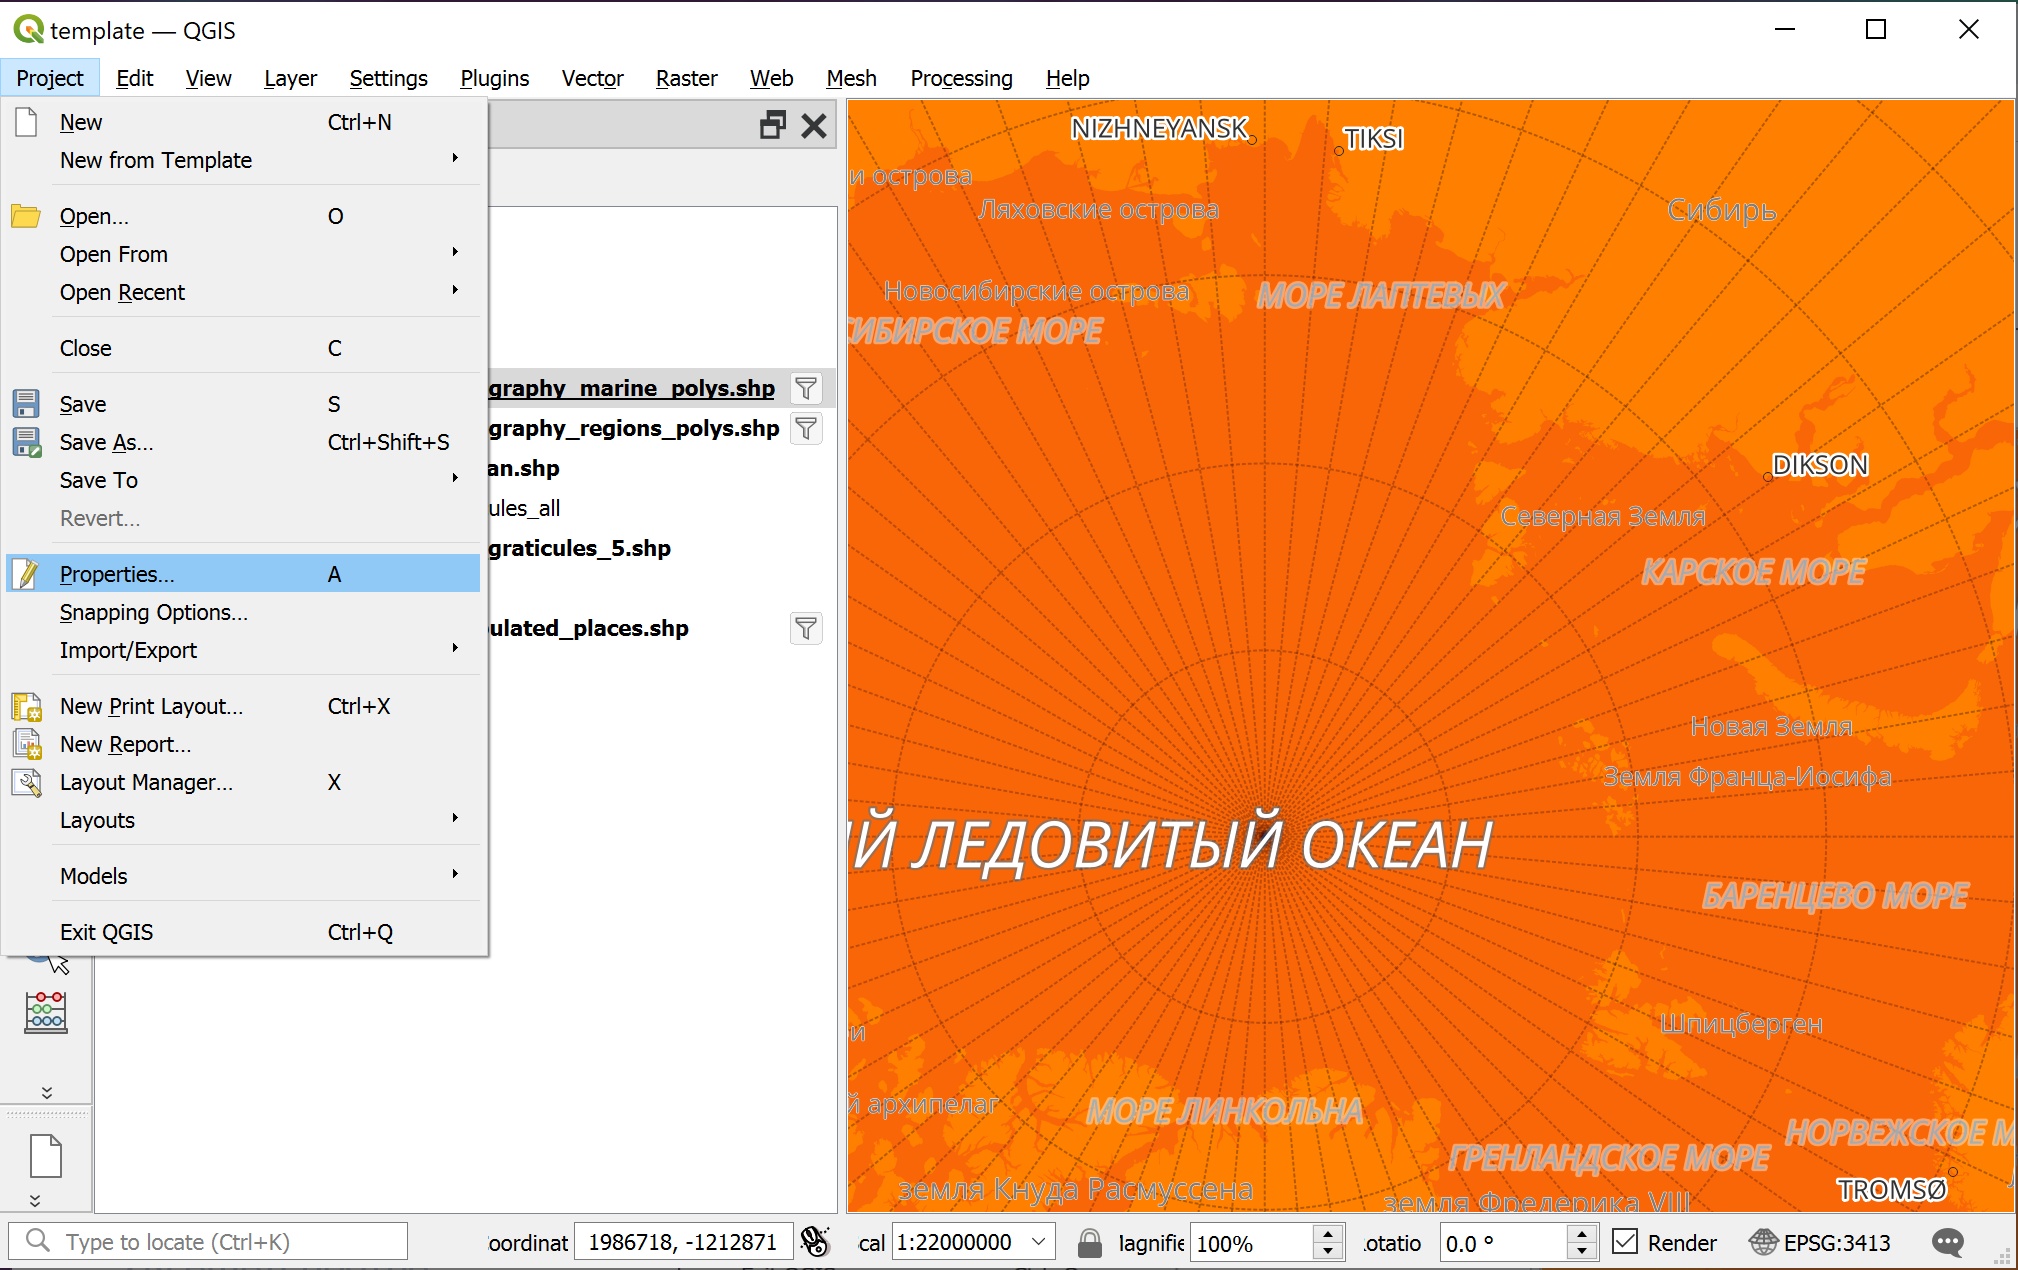 template — QGIS
Project Edit View Layer Settings Plugins Vector Raster Web Mesh Processing Help
New Ctrl+N
New from Template
Open... O
Open From
Open Recent
Close C
Save S
Save As... Ctrl+Shift+S
Save To
Revert...
Properties... A
Snapping Options...
Import/Export
New Print Layout... Ctrl+X
New Report...
Layout Manager... X
Layouts
Models
Exit QGIS Ctrl+Q
graphy_marine_polys.shp
graphy_regions_polys.shp
an.shp
ules_all
graticules_5.shp
ulated_places.shp
NIZHNEYANSK
TIKSI
и острова
Ляховские острова
Сибирь
Новосибирские острова
МОРЕ ЛАПТЕВЫХ
СИБИРСКОЕ МОРЕ
DIKSON
Северная Земля
КАРСКОЕ МОРЕ
Новая Земля
Земля Франца-Иосифа
ЫЙ ЛЕДОВИТЫЙ ОКЕАН
БАРЕНЦЕВО МОРЕ
Шпицберген
й архипелаг
МОРЕ ЛИНКОЛЬНА
НОРВЕЖСКОЕ М
ГРЕНЛАНДСКОЕ МОРЕ
TROMSØ
земля Кнуда Расмуссена
земля Фредерика VIII
Type to locate (Ctrl+K) oordinat 1986718, -1212871 cal 1:22000000 lagnifie 100% otatio 0.0 ° Render EPSG:3413